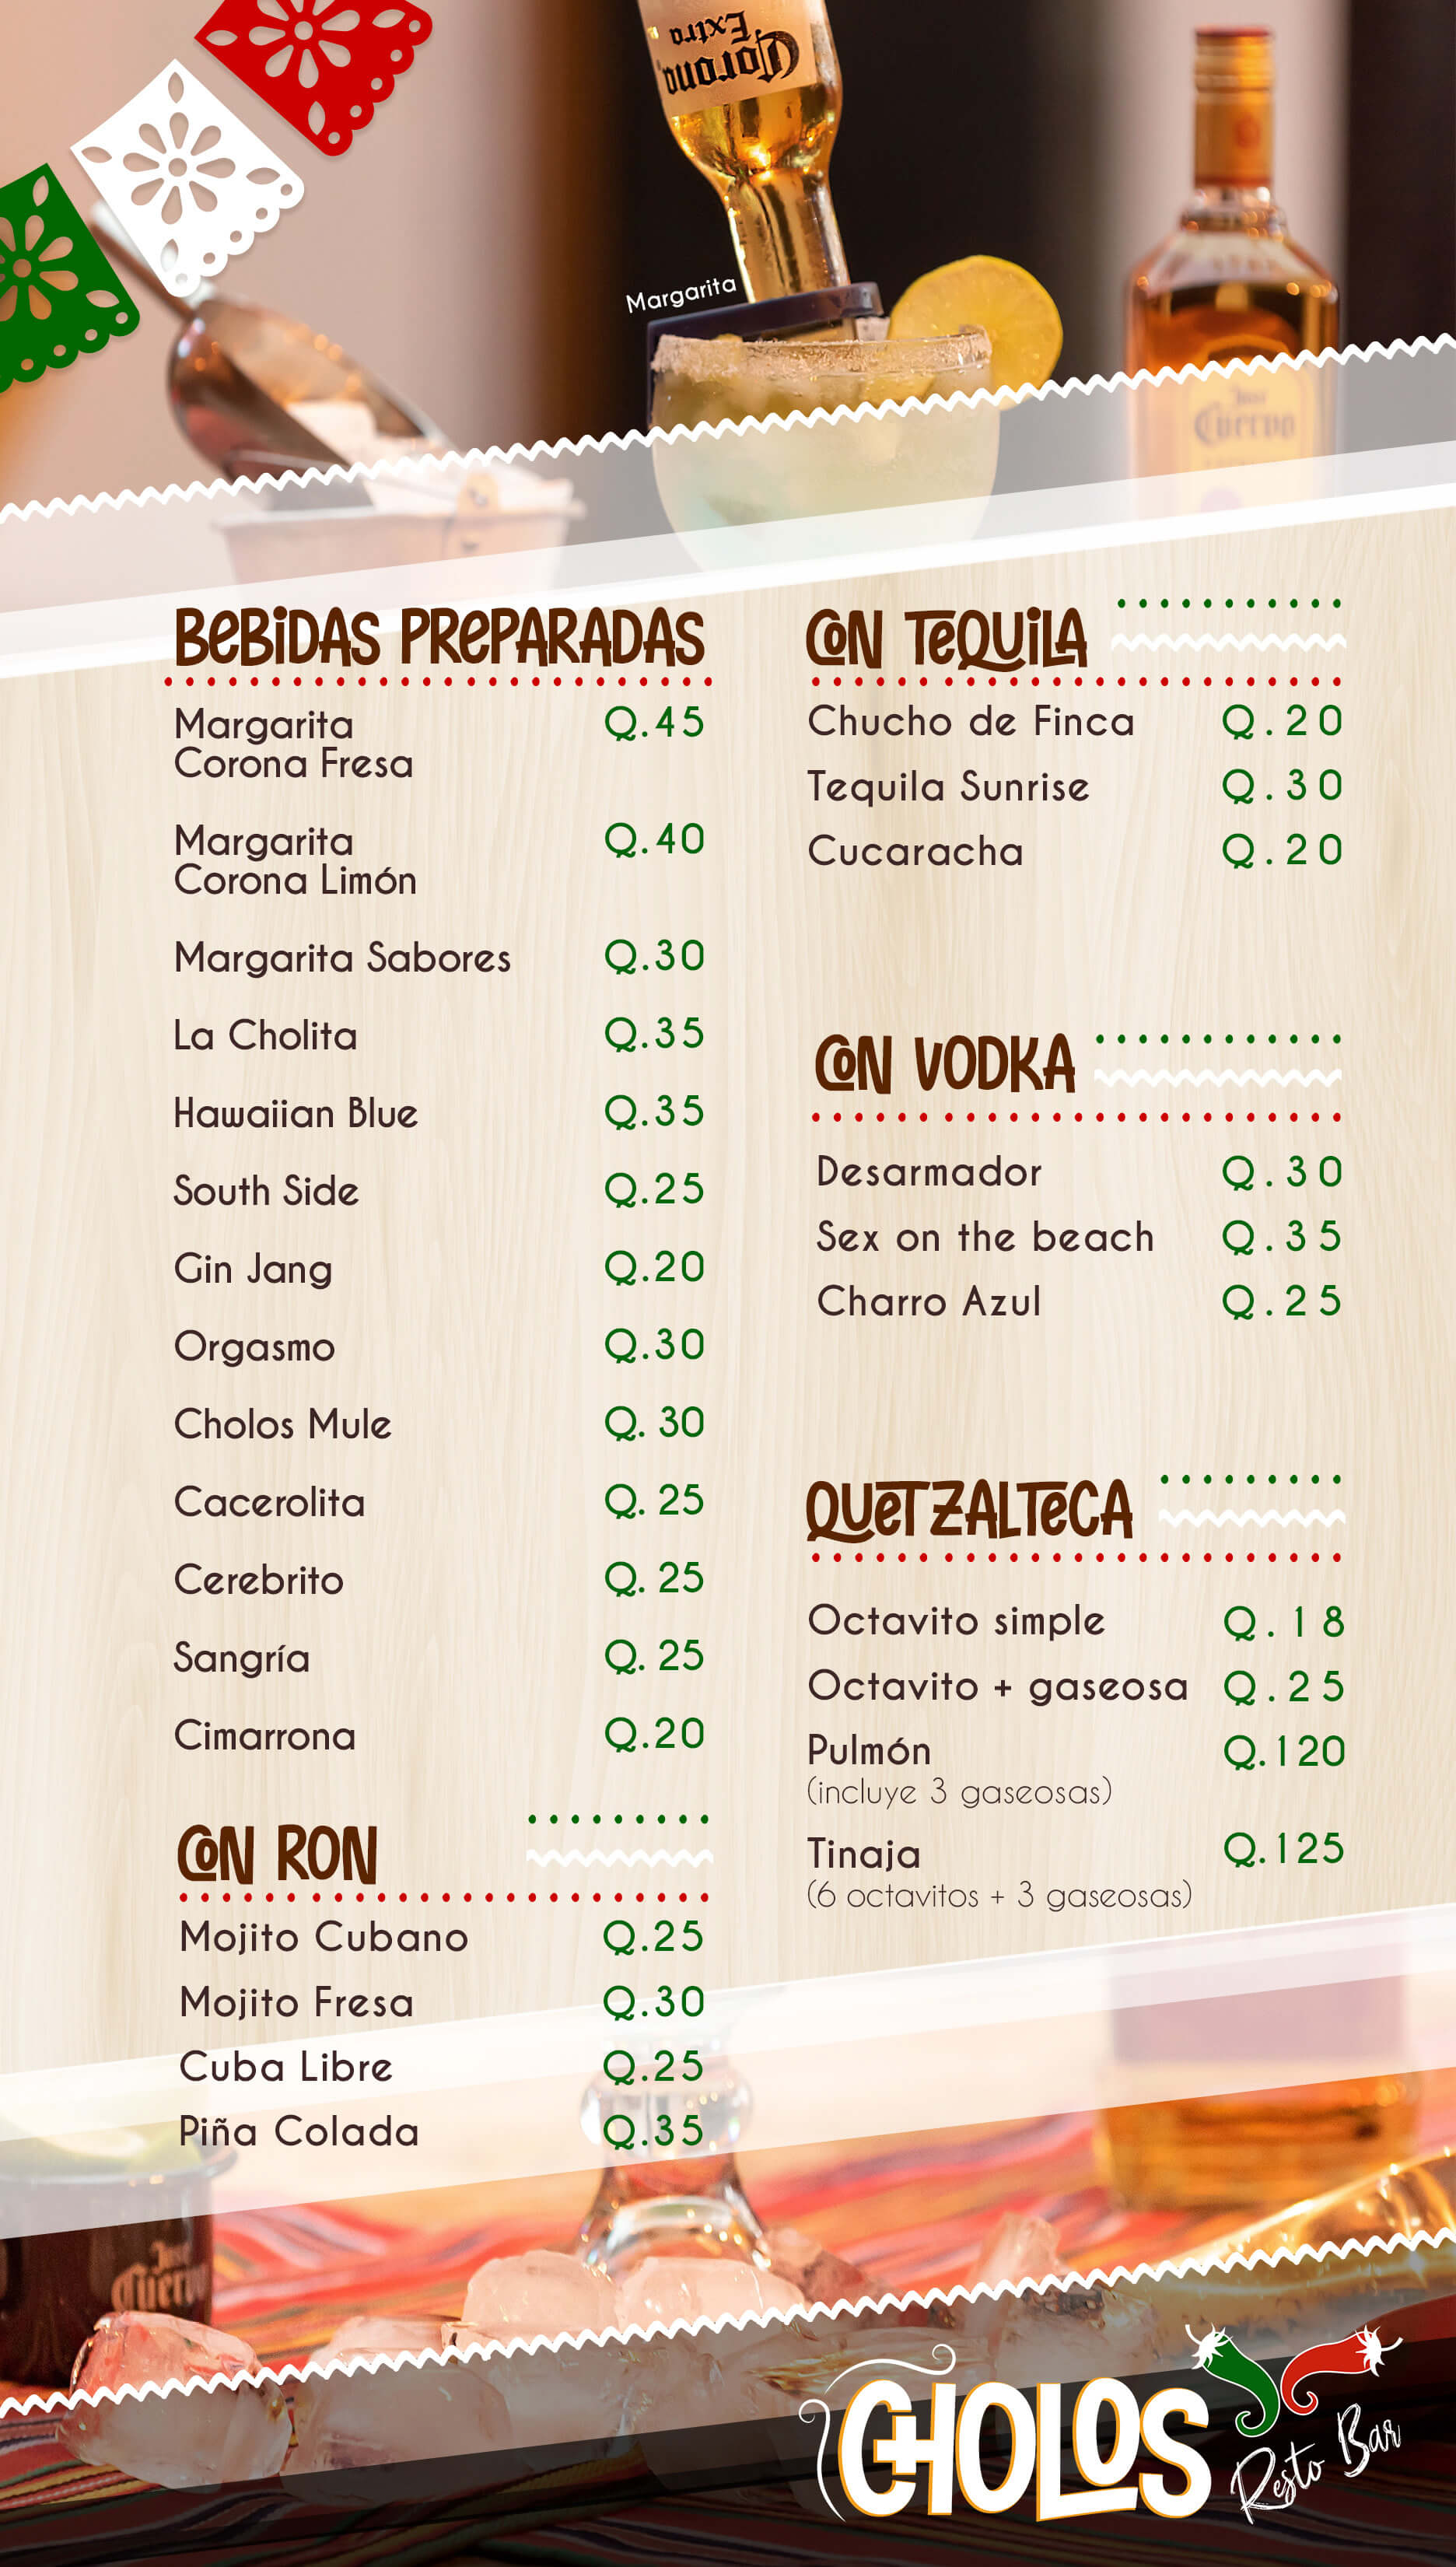 Corona
Extra
Margarita
José
Cuervo
BEBIDAS PREPARADAS
Margarita Q.45
Corona Fresa
Margarita Q.40
Corona Limón
Margarita Sabores Q.30
La Cholita Q.35
Hawaiian Blue Q.35
South Side Q.25
Gin Jang Q.20
Orgasmo Q.30
Cholos Mule Q. 30
Cacerolita Q. 25
Cerebrito Q. 25
Sangría Q. 25
Cimarrona Q.20
CON RON
Mojito Cubano Q.25
Mojito Fresa Q.30
Cuba Libre Q.25
Piña Colada Q.35
CON TEQUILA
Chucho de Finca Q.20
Tequila Sunrise Q.30
Cucaracha Q.20
CON VODKA
Desarmador Q.30
Sex on the beach Q.35
Charro Azul Q.25
QUETZALTECA
Octavito simple Q.18
Octavito + gaseosa Q.25
Pulmón Q.120
(incluye 3 gaseosas)
Tinaja Q.125
(6 octavitos + 3 gaseosas)
José
Cuervo
CHOLOS
Resto Bar